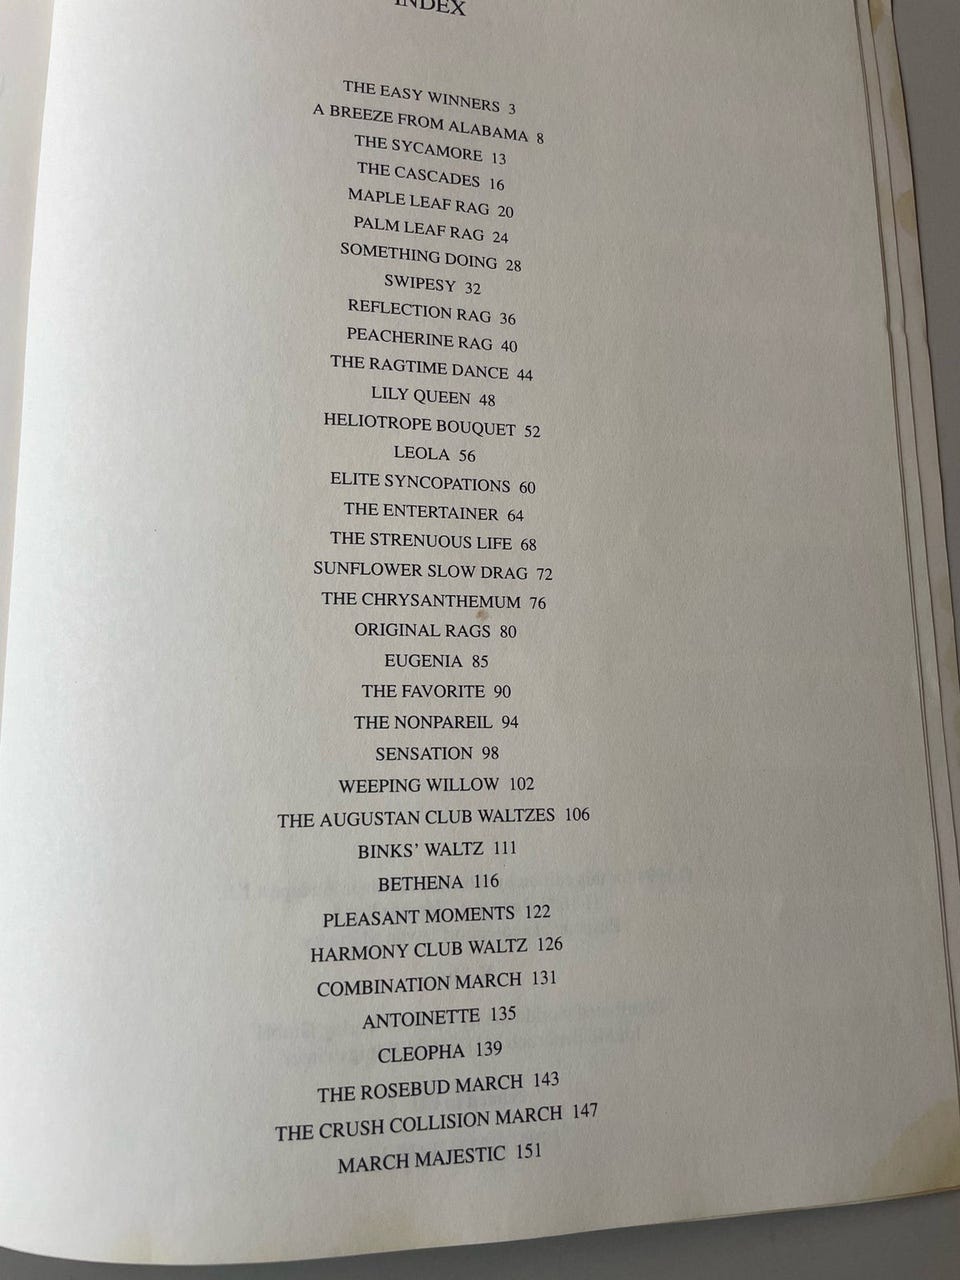 INDEX
THE EASY WINNERS 3
A BREEZE FROM ALABAMA 8
THE SYCAMORE 13
THE CASCADES 16
MAPLE LEAF RAG 20
PALM LEAF RAG 24
SOMETHING DOING 28
SWIPESY 32
REFLECTION RAG 36
PEACHERINE RAG 40
THE RAGTIME DANCE 44
LILY QUEEN 48
HELIOTROPE BOUQUET 52
LEOLA 56
ELITE SYNCOPATIONS 60
THE ENTERTAINER 64
THE STRENUOUS LIFE 68
SUNFLOWER SLOW DRAG 72
THE CHRYSANTHEMUM 76
ORIGINAL RAGS 80
EUGENIA 85
THE FAVORITE 90
THE NONPAREIL 94
SENSATION 98
WEEPING WILLOW 102
THE AUGUSTAN CLUB WALTZES 106
BINKS’ WALTZ 111
BETHENA 116
PLEASANT MOMENTS 122
HARMONY CLUB WALTZ 126
COMBINATION MARCH 131
ANTOINETTE 135
CLEOPHA 139
THE ROSEBUD MARCH 143
THE CRUSH COLLISION MARCH 147
MARCH MAJESTIC 151